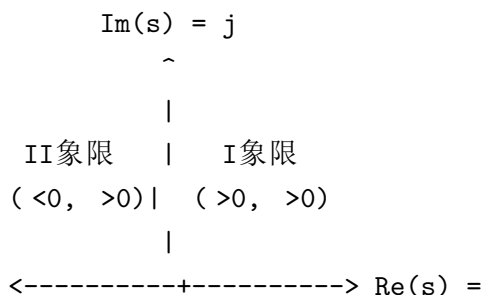 Im(s) = j
^
|
II象限 | I象限
( <0, >0)| ( >0, >0)
|
<----------+----------> Re(s) =